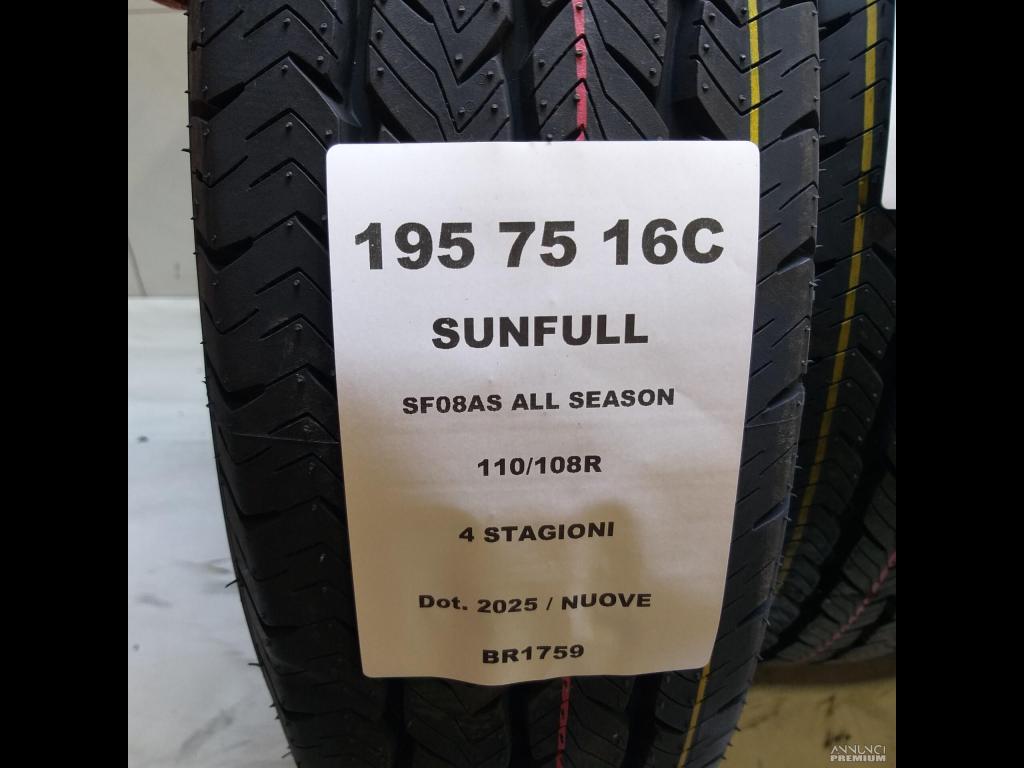 195 75 16C
SUNFULL
SF08AS ALL SEASON
110/108R
4 STAGIONI
Dot. 2025 / NUOVE
BR1759
ANNUNCI
PREMIUM